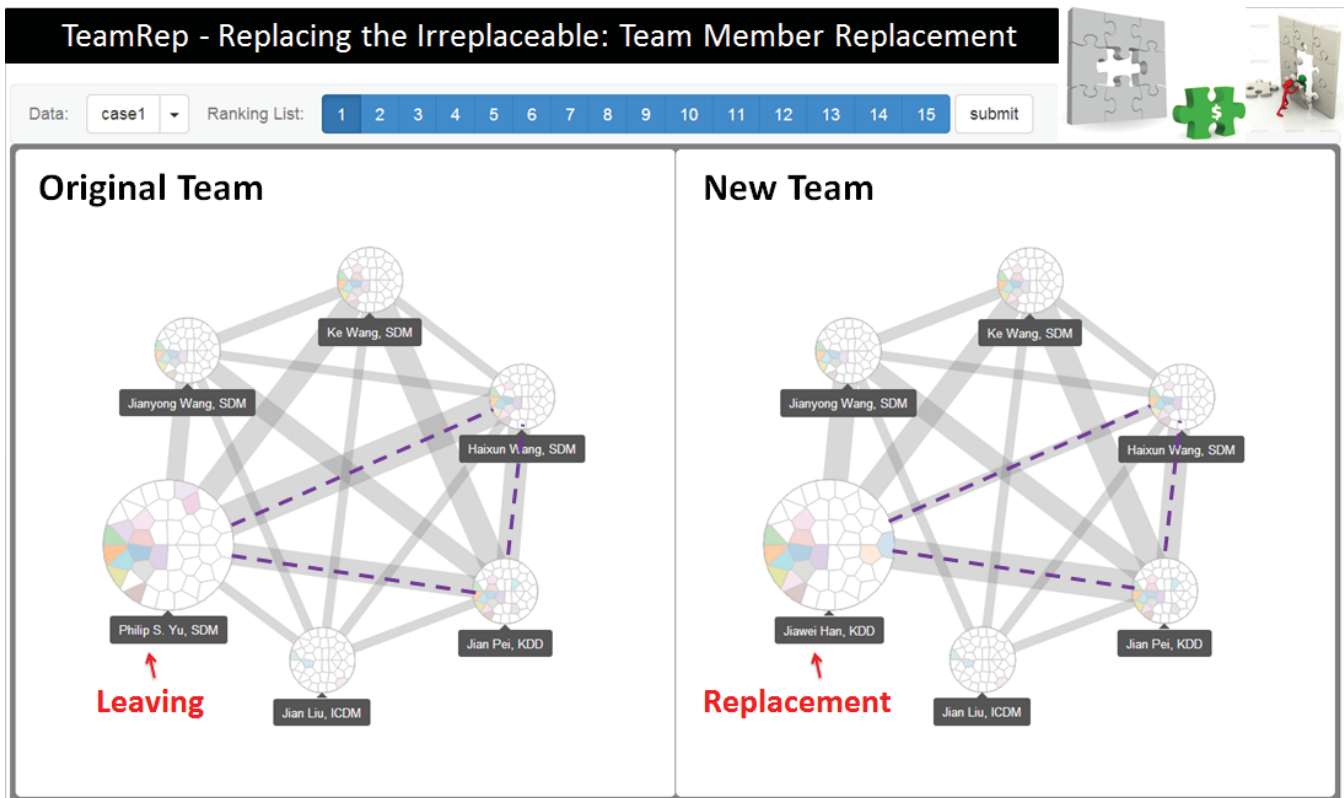 TeamRep - Replacing the Irreplaceable: Team Member Replacement
Data: case1 Ranking List: 1 2 3 4 5 6 7 8 9 10 11 12 13 14 15 submit
$
Original Team
Ke Wang, SDM
Jianyong Wang, SDM
Haixun Wang, SDM
Philip S. Yu, SDM
Jian Pei, KDD
Leaving
Jian Liu, ICDM
New Team
Ke Wang, SDM
Jianyong Wang, SDM
Haixun Wang, SDM
Jiawei Han, KDD
Jian Pei, KDD
Replacement
Jian Liu, ICDM